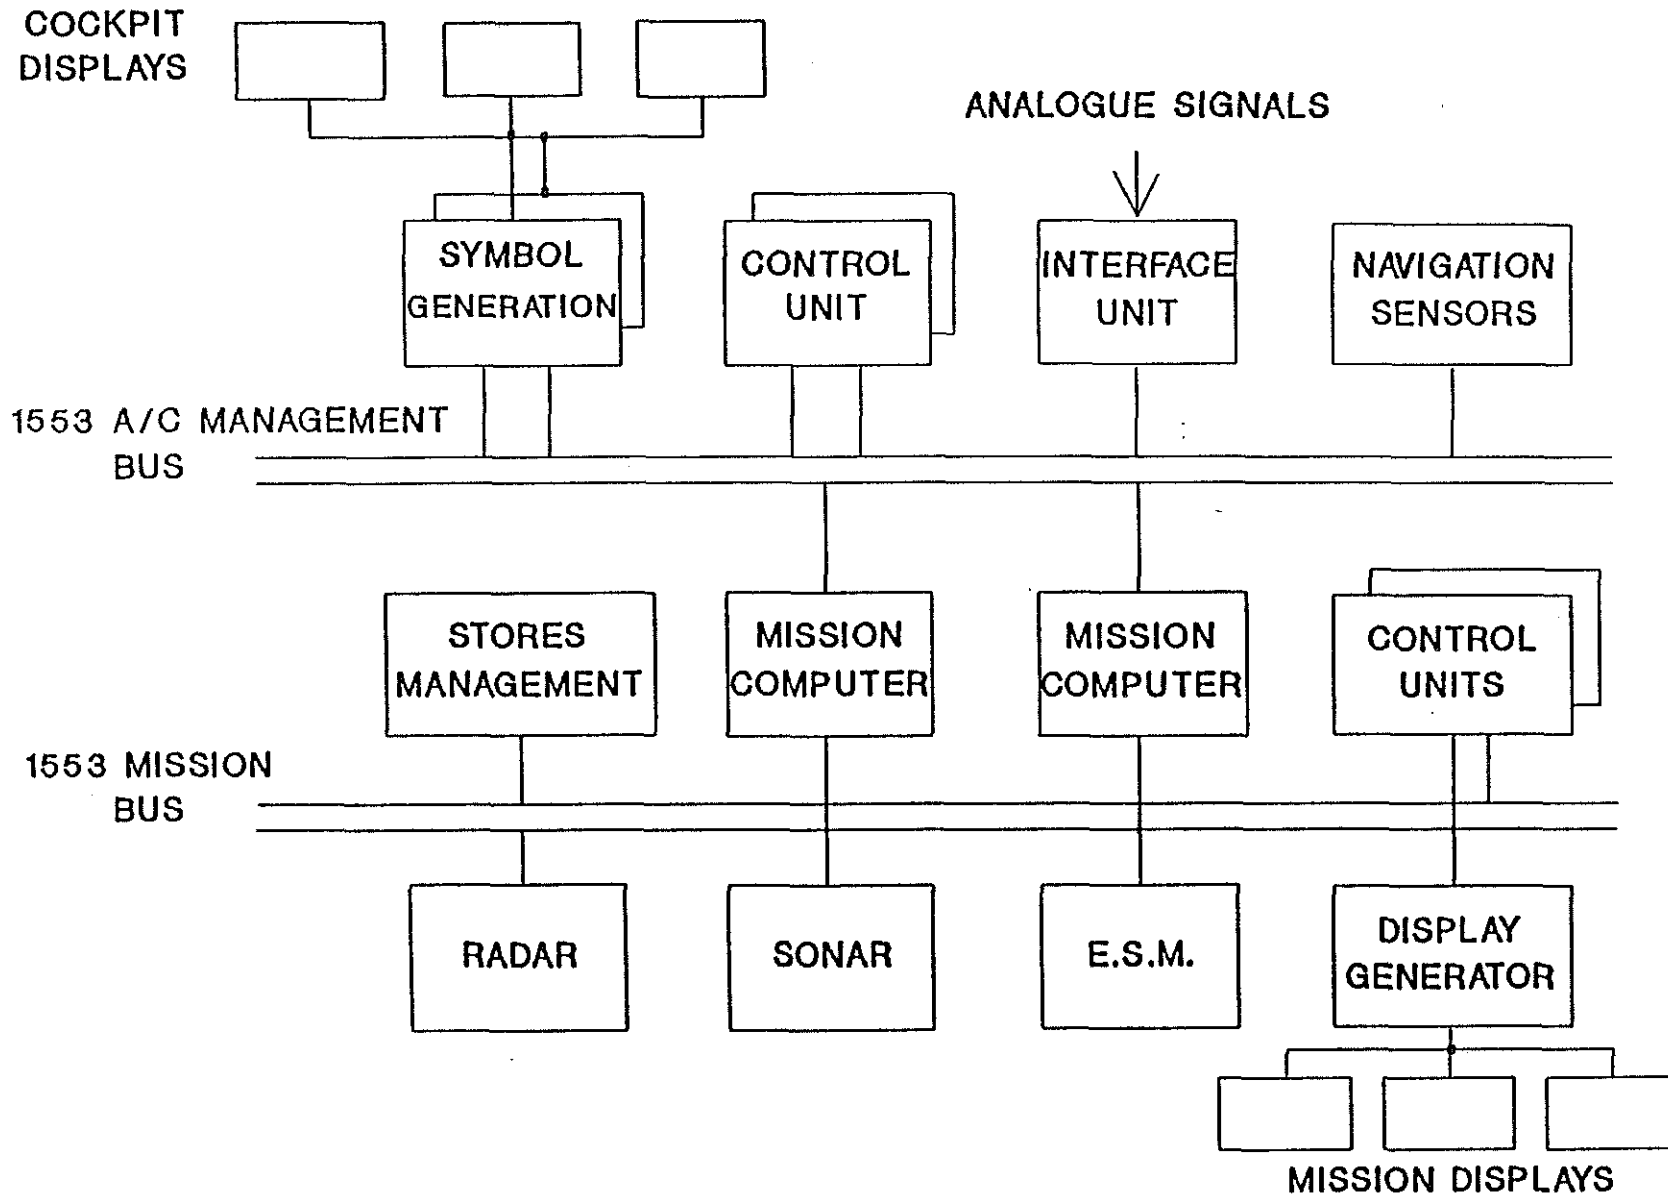 COCKPIT
DISPLAYS
ANALOGUE SIGNALS
SYMBOL
GENERATION
CONTROL
UNIT
INTERFACE
UNIT
NAVIGATION
SENSORS
1553 A/C MANAGEMENT
BUS
STORES
MANAGEMENT
MISSION
COMPUTER
MISSION
COMPUTER
CONTROL
UNITS
1553 MISSION
BUS
RADAR
SONAR
E.S.M.
DISPLAY
GENERATOR
MISSION DISPLAYS